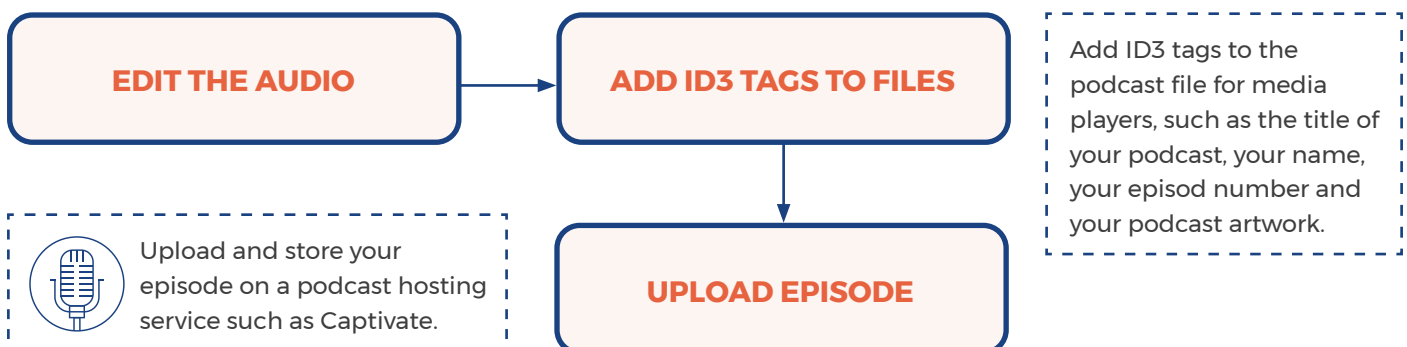 EDIT THE AUDIO
ADD ID3 TAGS TO FILES
Add ID3 tags to the
podcast file for media
players, such as the title of
your podcast, your name,
your episod number and
your podcast artwork.
Upload and store your
episode on a podcast hosting
service such as Captivate.
UPLOAD EPISODE